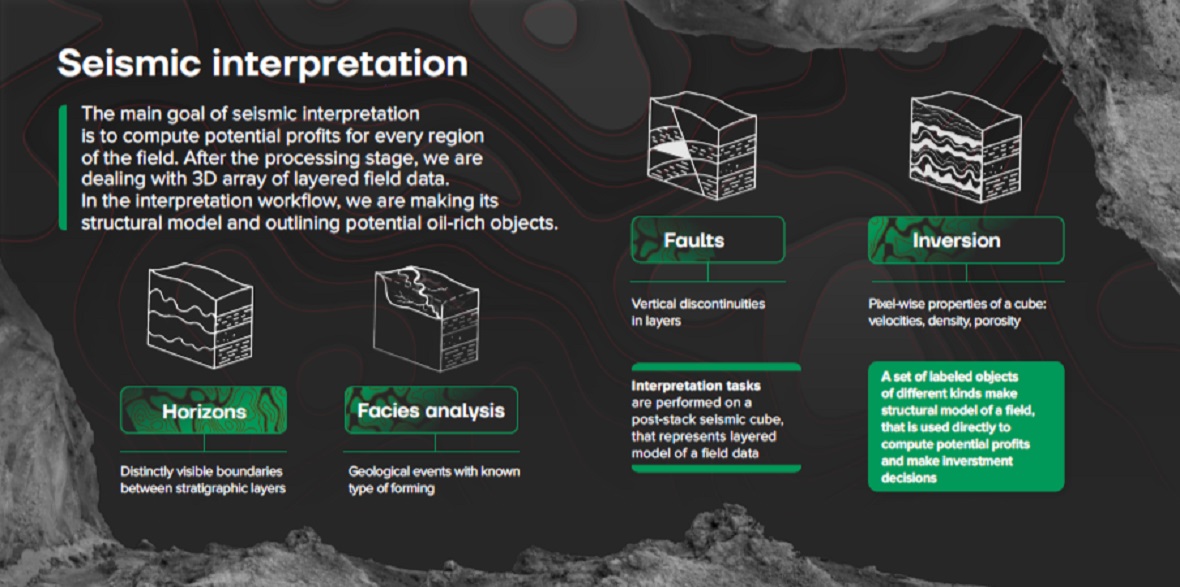 Seismic interpretation
The main goal of seismic interpretation
is to compute potential profits for every region
of the field. After the processing stage, we are
dealing with 3D array of layered field data.
In the interpretation workflow, we are making its
structural model and outlining potential oil-rich objects.
Horizons
Distinctly visible boundaries
between stratigraphic layers
Facies analysis
Geological events with known
type of forming
Faults
Vertical discontinuities
in layers
Interpretation tasks
are performed on a
post-stack seismic cube,
that represents layered
model of a field data
Inversion
Pixel-wise properties of a cube:
velocities, density, porosity
A set of labeled objects
of different kinds make
structural model of a field,
that is used directly to
compute potential profits
and make inverstment
decisions